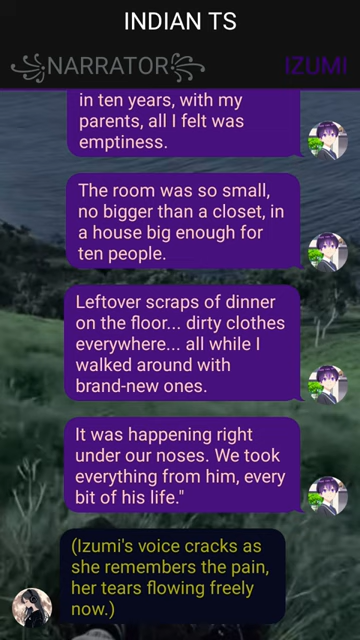 INDIAN TS
NARRATOR
IZUMI
in ten years, with my
parents, all I felt was
emptiness.
The room was so small,
no bigger than a closet, in
a house big enough for
ten people.
Leftover scraps of dinner
on the floor... dirty clothes
everywhere... all while I
walked around with
brand-new ones.
It was happening right
under our noses. We took
everything from him, every
bit of his life."
(Izumi's voice cracks as
she remembers the pain,
her tears flowing freely
now.)